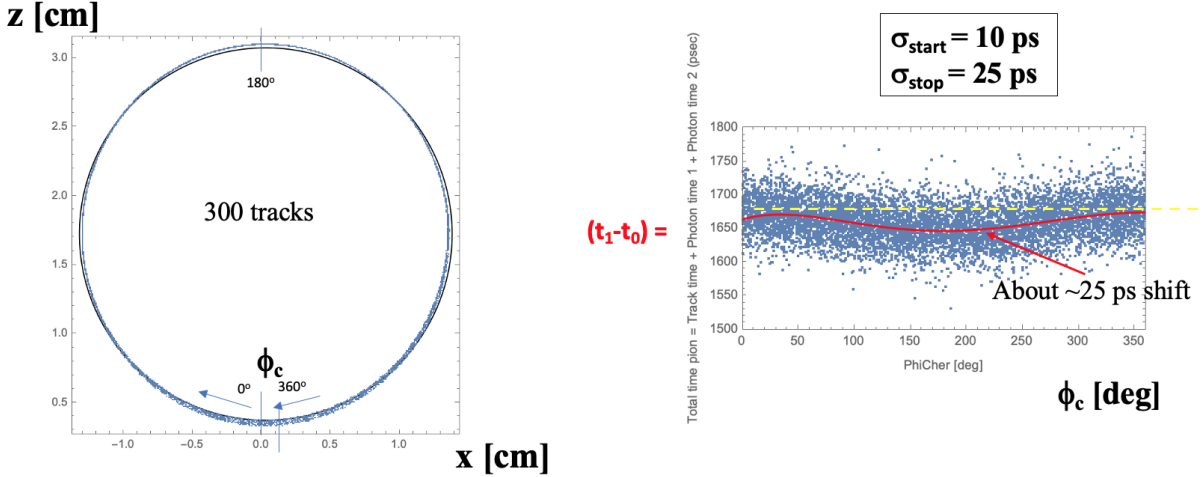 z [cm]
3.0
2.5
2.0
1.5
1.0
0.5
180°
300 tracks
ϕc
0°
360°
−1.0
−0.5
0.0
0.5
1.0
x [cm]
σstart = 10 ps
σstop = 25 ps
(t1-t0) =
Total time pion = Track time + Photon time 1 + Photon time 2 (psec)
1800
1750
1700
1650
1600
1550
1500
About ~25 ps shift
0
50
100
150
200
250
300
350
PhiCher [deg]
ϕc [deg]